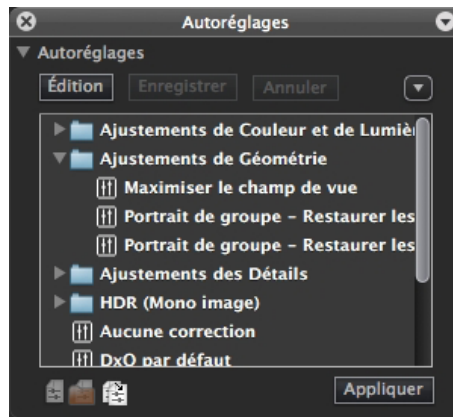 Autoréglages
Autoréglages
Édition Enregistrer Annuler
Ajustements de Couleur et de Lumièr
Ajustements de Géométrie
Maximiser le champ de vue
Portrait de groupe – Restaurer les
Portrait de groupe – Restaurer les
Ajustements des Détails
HDR (Mono image)
Aucune correction
DxO par défaut
Appliquer